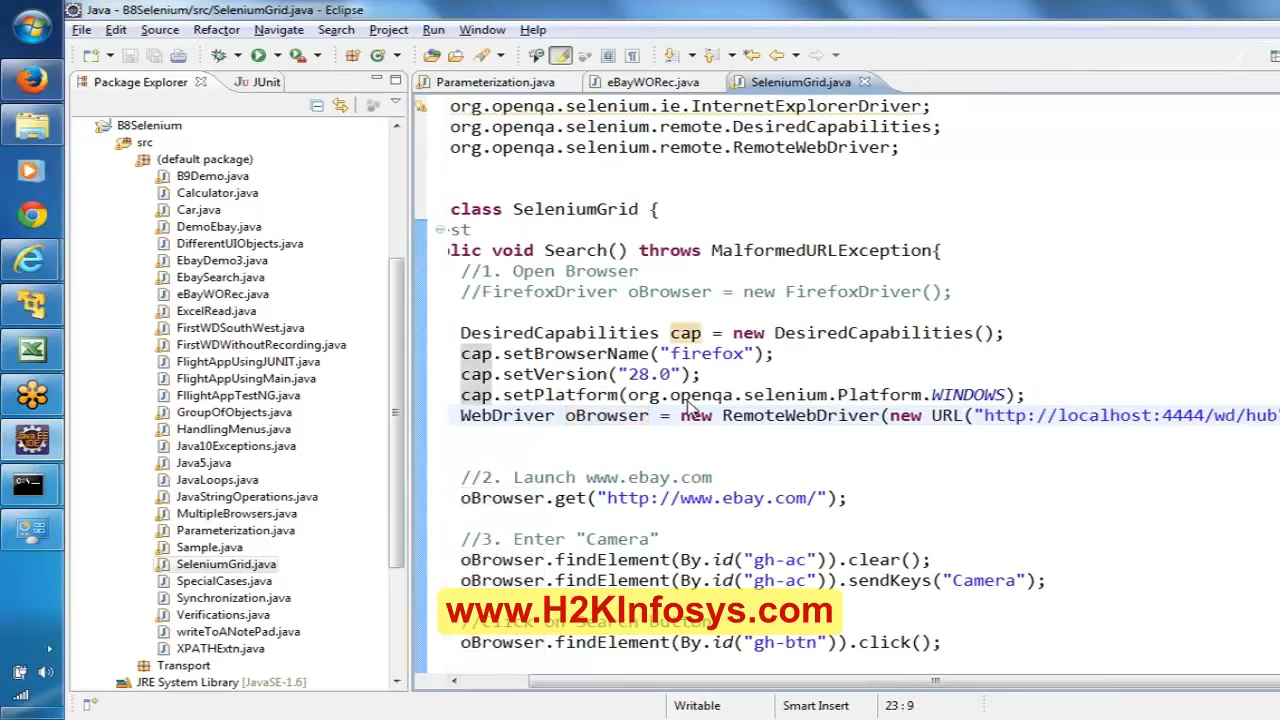 Java - B8Selenium/src/SeleniumGrid.java - Eclipse
File Edit Source Refactor Navigate Search Project Run Window Help
Package Explorer JUnit
Parameterization.java eBayWORec.java SeleniumGrid.java
B8Selenium
src
(default package)
B9Demo.java
Calculator.java
Car.java
DemoEbay.java
DifferentUIObjects.java
EbayDemo3.java
EbaySearch.java
eBayWORec.java
ExcelRead.java
FirstWDSouthWest.java
FirstWDWithoutRecording.java
FlightAppUsingJUNIT.java
FlightAppUsingMain.java
FllightAppTestNG.java
GroupOfObjects.java
HandlingMenus.java
Java10Exceptions.java
Java5.java
JavaLoops.java
JavaStringOperations.java
MultipleBrowsers.java
Parameterization.java
Sample.java
SeleniumGrid.java
SpecialCases.java
Synchronization.java
Verifications.java
writeToANotePad.java
XPATHExtn.java
Transport
JRE System Library [JavaSE-1.6]
org.openqa.selenium.ie.InternetExplorerDriver;
org.openqa.selenium.remote.DesiredCapabilities;
org.openqa.selenium.remote.RemoteWebDriver;
class SeleniumGrid {
st
lic void Search() throws MalformedURLException{
//1. Open Browser
//FirefoxDriver oBrowser = new FirefoxDriver();
DesiredCapabilities cap = new DesiredCapabilities();
cap.setBrowserName("firefox");
cap.setVersion("28.0");
cap.setPlatform(org.openqa.selenium.Platform.WINDOWS);
WebDriver oBrowser = new RemoteWebDriver(new URL("http://localhost:4444/wd/hub"
//2. Launch www.ebay.com
oBrowser.get("http://www.ebay.com/");
//3. Enter "Camera"
oBrowser.findElement(By.id("gh-ac")).clear();
oBrowser.findElement(By.id("gh-ac")).sendKeys("Camera");
www.H2KInfosys.com
//Click on Search Button
oBrowser.findElement(By.id("gh-btn")).click();
Writable Smart Insert 23 : 9